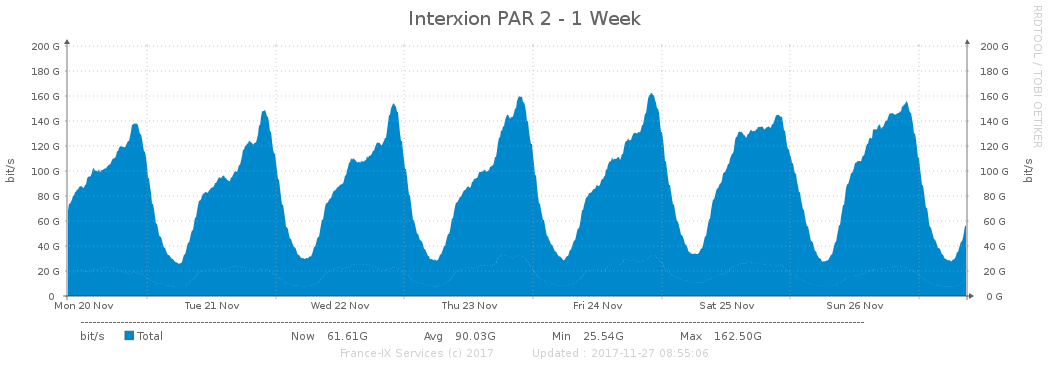 Interxion PAR 2 - 1 Week
RRDTOOL / TOBI OETIKER
bit/s
200 G
180 G
160 G
140 G
120 G
100 G
80 G
60 G
40 G
20 G
0
200 G
180 G
160 G
140 G
120 G
100 G
80 G
60 G
40 G
20 G
0 G
bit/s
Mon 20 Nov Tue 21 Nov Wed 22 Nov Thu 23 Nov Fri 24 Nov Sat 25 Nov Sun 26 Nov
bit/s Total Now 61.61G Avg 90.03G Min 25.54G Max 162.50G
France-IX Services (c) 2017 Updated : 2017-11-27 08:55:06